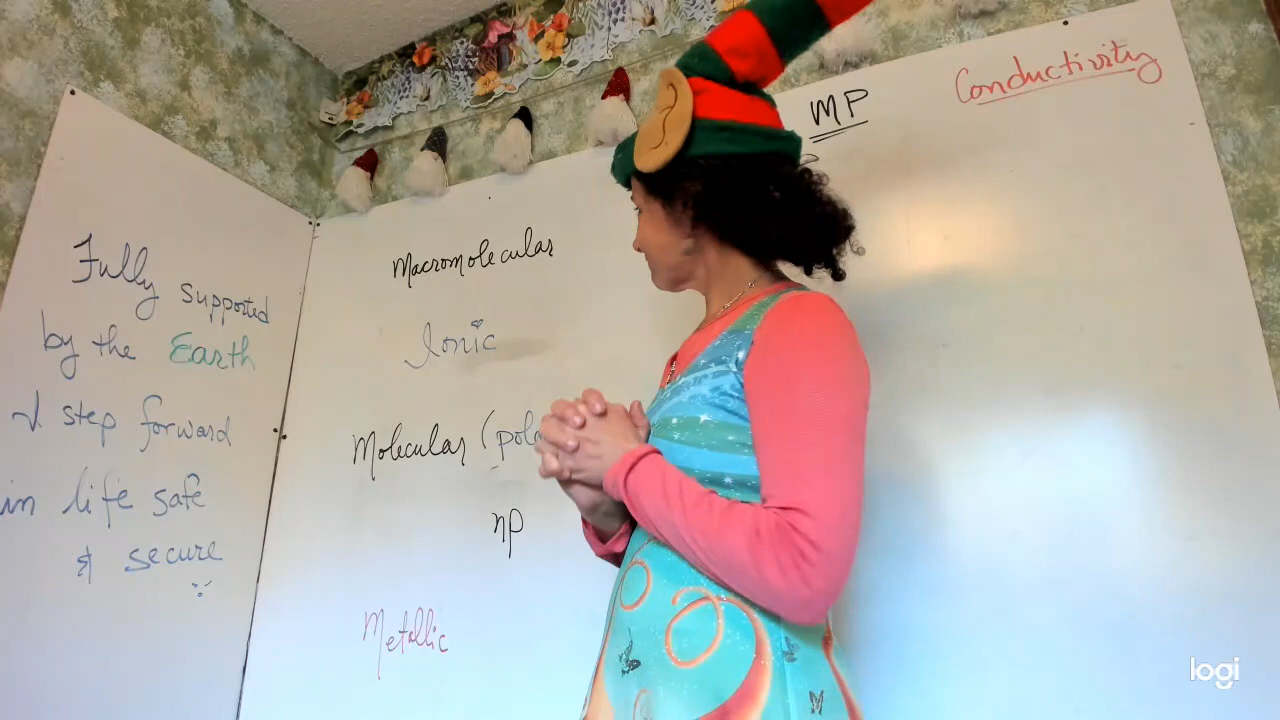 Fully supported
by the Earth
I step forward
in life safe
& secure
MP
Conductivity
Macromolecular
Ionic
Molecular (pola
np
Metallic
logi